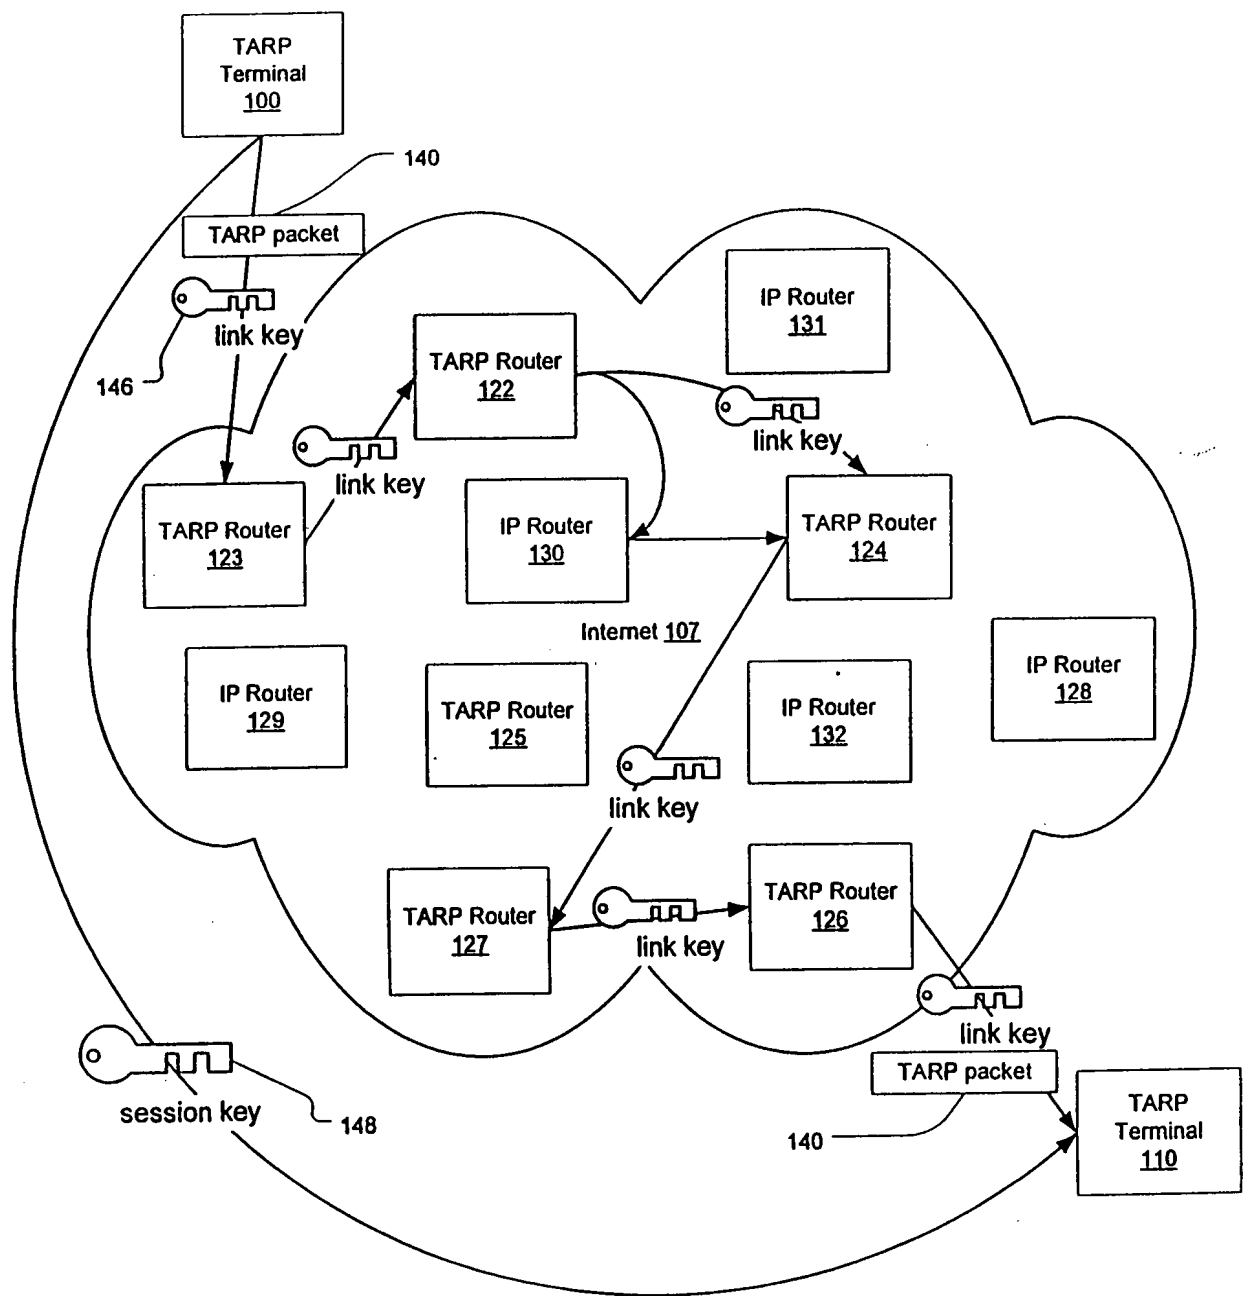 TARP
Terminal
100
140
TARP packet
link key
146
IP Router
131
TARP Router
122
link key
link key
TARP Router
123
IP Router
130
TARP Router
124
Internet 107
IP Router
129
TARP Router
125
IP Router
132
IP Router
128
link key
TARP Router
127
link key
TARP Router
126
link key
TARP packet
140
TARP
Terminal
110
session key
148